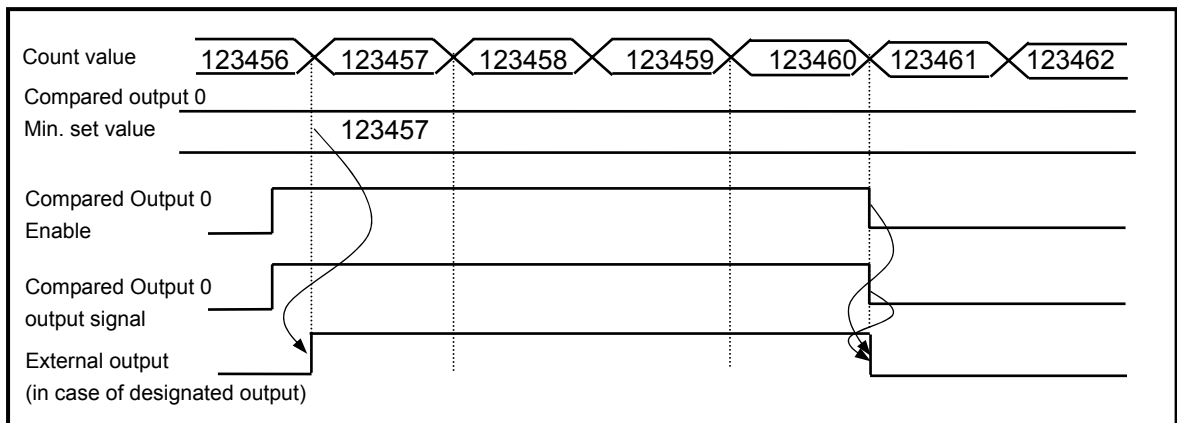 Count value 123456 123457 123458 123459 123460 123461 123462
Compared output 0
Min. set value 123457
Compared Output 0
Enable
Compared Output 0
output signal
External output
(in case of designated output)